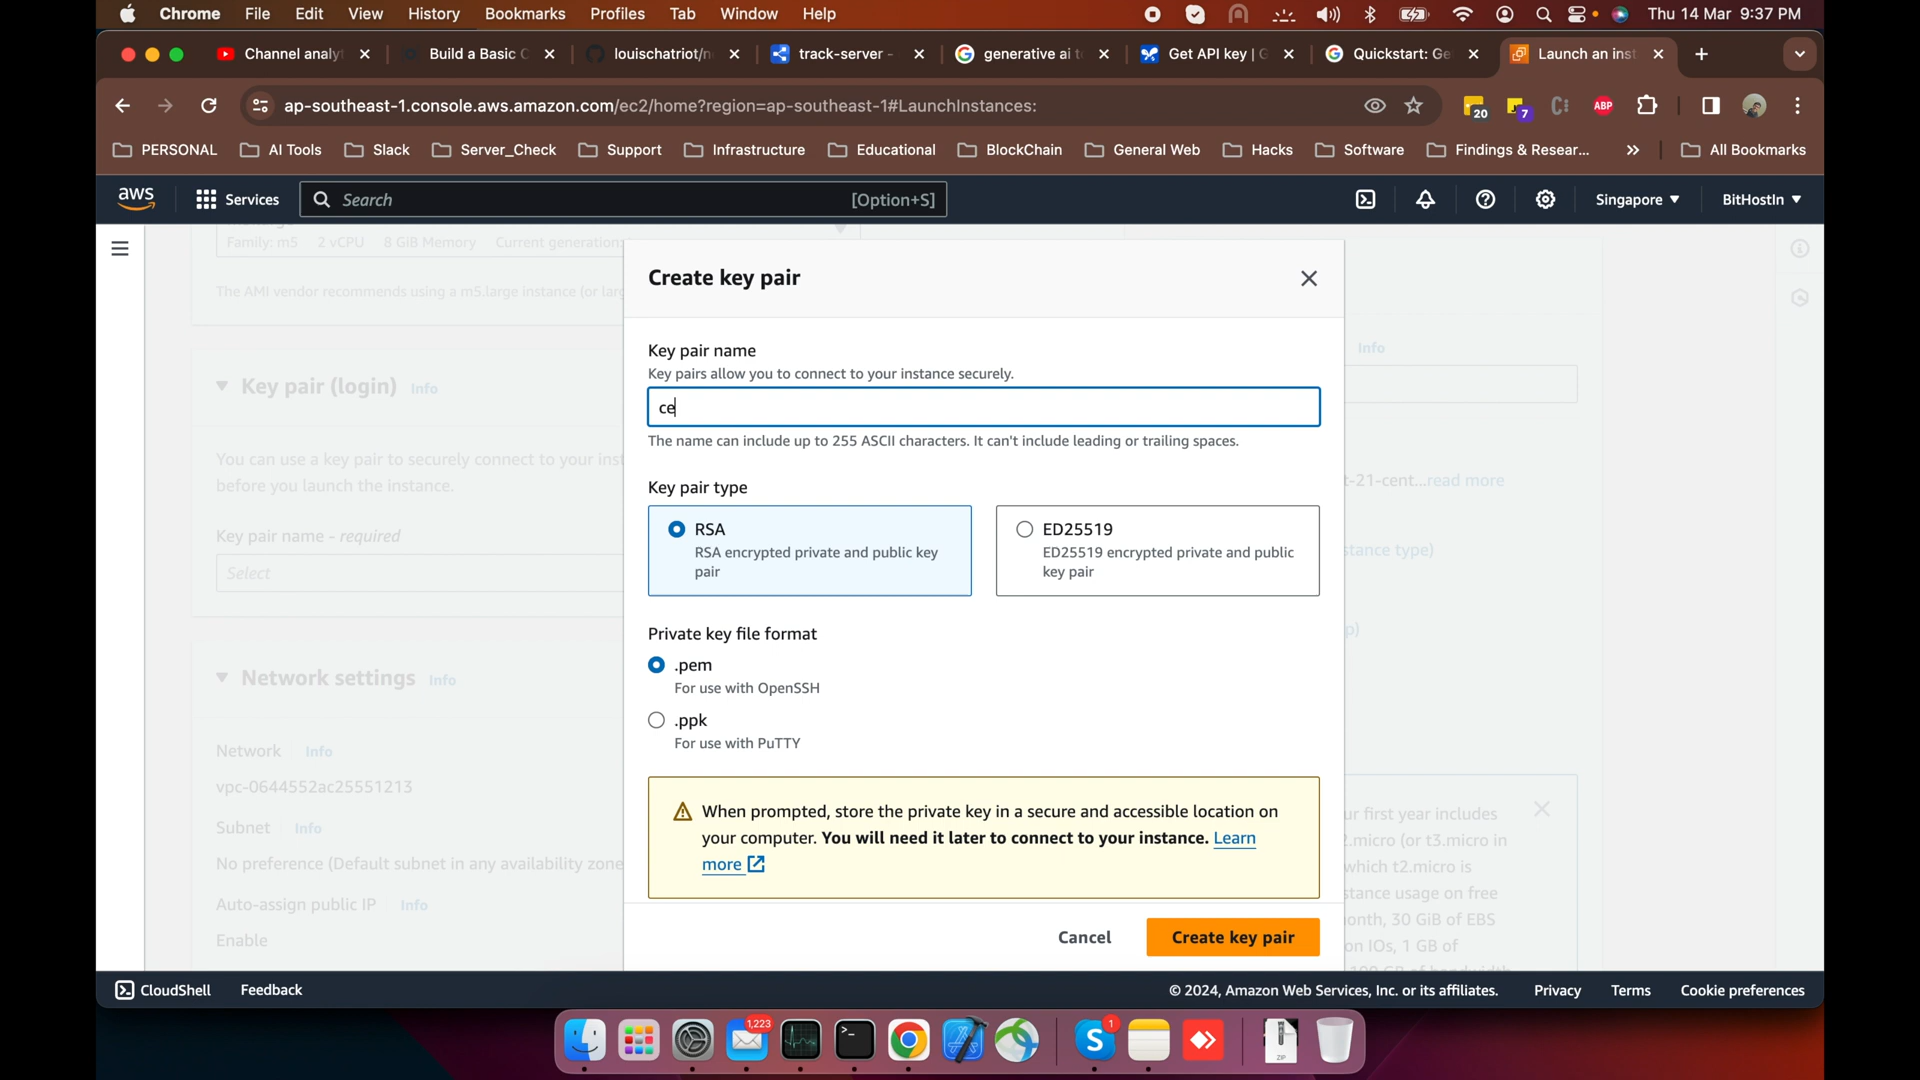 Chrome File Edit View History Bookmarks Profiles Tab Window Help Thu 14 Mar 9:37 PM
Channel analy Build a Basic C louischatriot/n track-server - generative ai t Get API key | G Quickstart: Ge Launch an inst
ap-southeast-1.console.aws.amazon.com/ec2/home?region=ap-southeast-1#LaunchInstances: 20 7 ABP
PERSONAL AI Tools Slack Server_Check Support Infrastructure Educational BlockChain General Web Hacks Software Findings & Resear... » All Bookmarks
aws Services Search [Option+S] Singapore BitHostIn
Family: m5 2 vCPU 8 GiB Memory Current generation:
The AMI vendor recommends using a m5.large instance (or larg
Key pair (login) Info
You can use a key pair to securely connect to your inst
before you launch the instance.
Key pair name - required
Select
Network settings Info
Network Info
vpc-0644552ac25551213
Subnet Info
No preference (Default subnet in any availability zone
Auto-assign public IP Info
Enable
Create key pair
Key pair name
Key pairs allow you to connect to your instance securely.
ce
The name can include up to 255 ASCII characters. It can't include leading or trailing spaces.
Key pair type
RSA
RSA encrypted private and public key
pair
ED25519
ED25519 encrypted private and public
key pair
Private key file format
.pem
For use with OpenSSH
.ppk
For use with PuTTY
When prompted, store the private key in a secure and accessible location on
your computer. You will need it later to connect to your instance. Learn
more
Cancel Create key pair
Info
t-21-cent...read more
stance type)
p)
ur first year includes
2.micro (or t3.micro in
which t2.micro is
stance usage on free
onth, 30 GiB of EBS
on IOs, 1 GB of
CloudShell Feedback © 2024, Amazon Web Services, Inc. or its affiliates. Privacy Terms Cookie preferences
1,223 1 ZIP